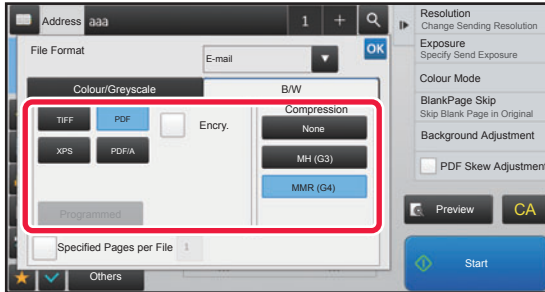 Address aaa
1
File Format
E-mail
OK
Colour/Greyscale
B/W
TIFF
PDF
Encry.
XPS
PDF/A
Programmed
Compression
None
MH (G3)
MMR (G4)
Specified Pages per File
1
Others
Resolution
Change Sending Resolution
Exposure
Specify Send Exposure
Colour Mode
BlankPage Skip
Skip Blank Page in Original
Background Adjustment
PDF Skew Adjustment
Preview
CA
Start